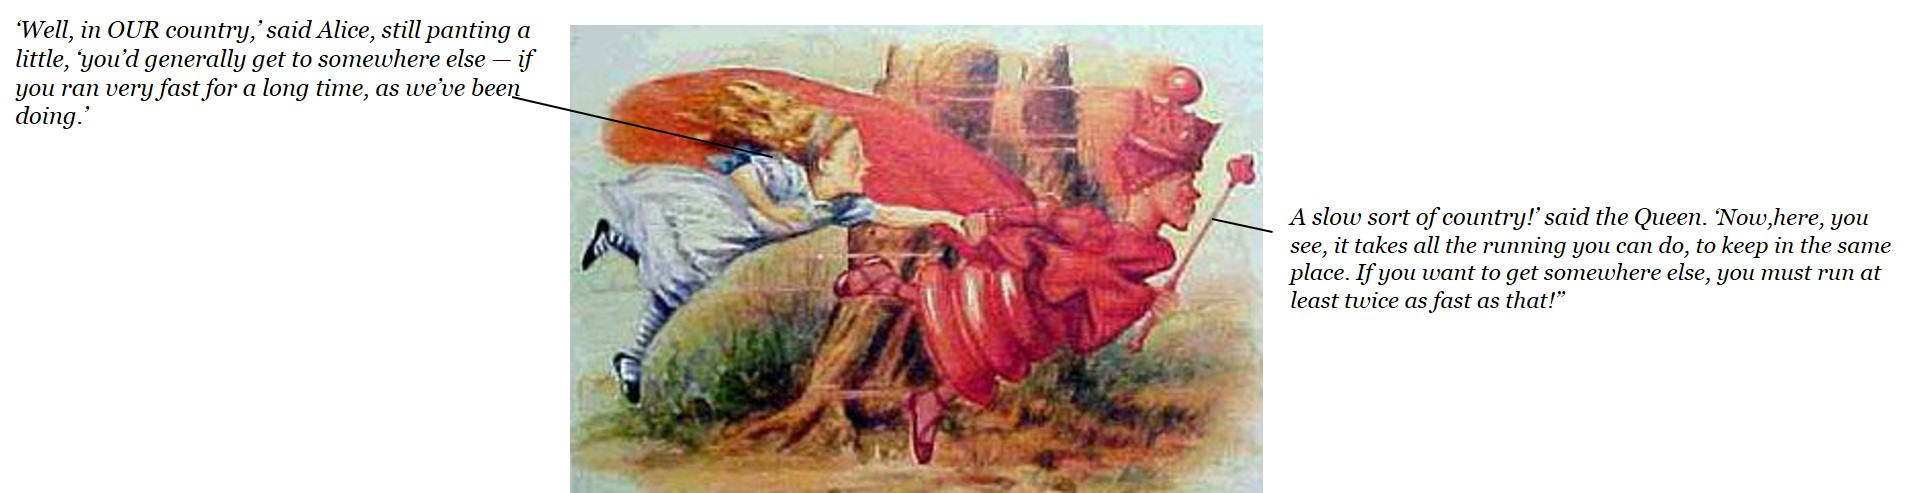 ‘Well, in OUR country,’ said Alice, still panting a
little, ‘you’d generally get to somewhere else — if
you ran very fast for a long time, as we’ve been
doing.’
A slow sort of country!’ said the Queen. ‘Now,here, you
see, it takes all the running you can do, to keep in the same
place. If you want to get somewhere else, you must run at
least twice as fast as that!”